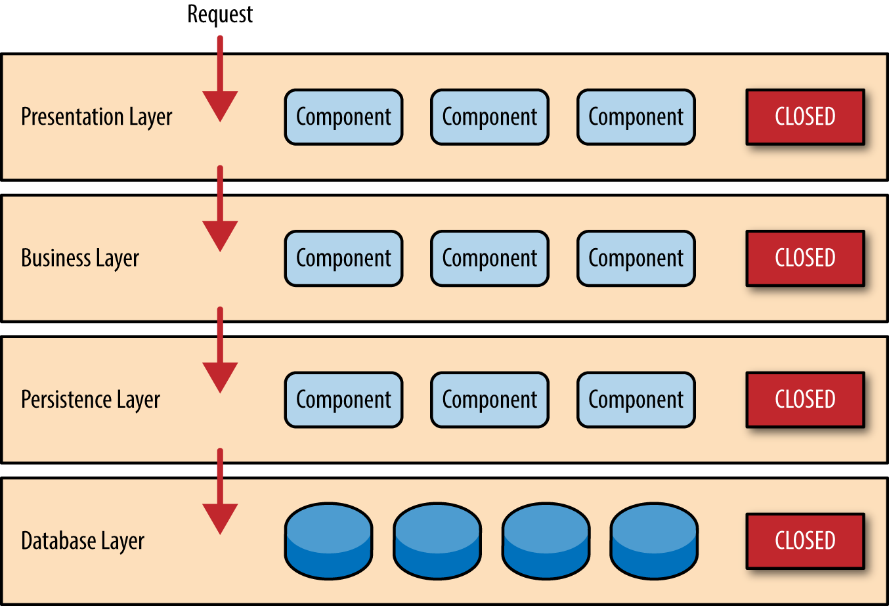 Request
Presentation Layer Component Component Component CLOSED
Business Layer Component Component Component CLOSED
Persistence Layer Component Component Component CLOSED
Database Layer CLOSED